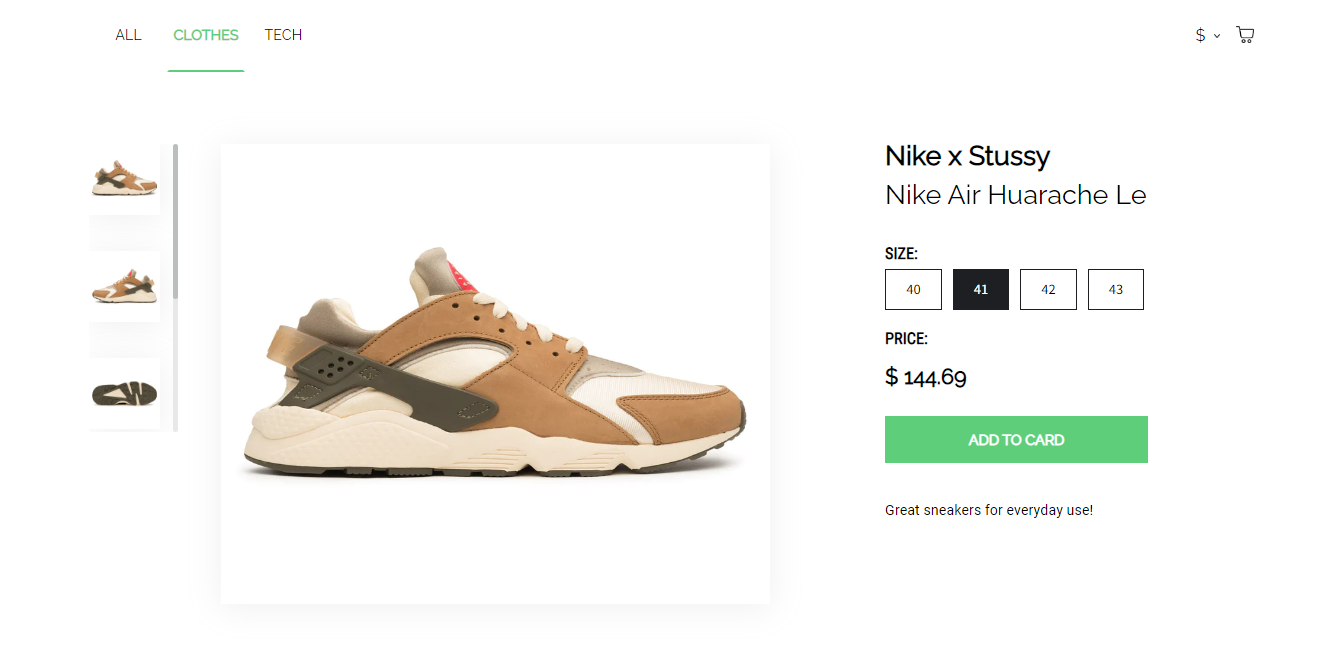 ALL CLOTHES TECH $
Nike x Stussy
Nike Air Huarache Le
SIZE:
40 41 42 43
PRICE:
$ 144.69
ADD TO CARD
Great sneakers for everyday use!